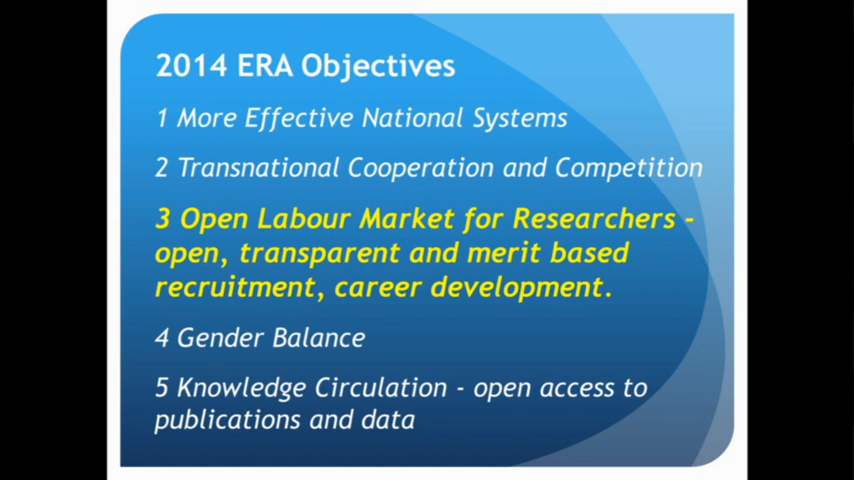 2014 ERA Objectives
1 More Effective National Systems
2 Transnational Cooperation and Competition
3 Open Labour Market for Researchers -
open, transparent and merit based
recruitment, career development.
4 Gender Balance
5 Knowledge Circulation - open access to
publications and data